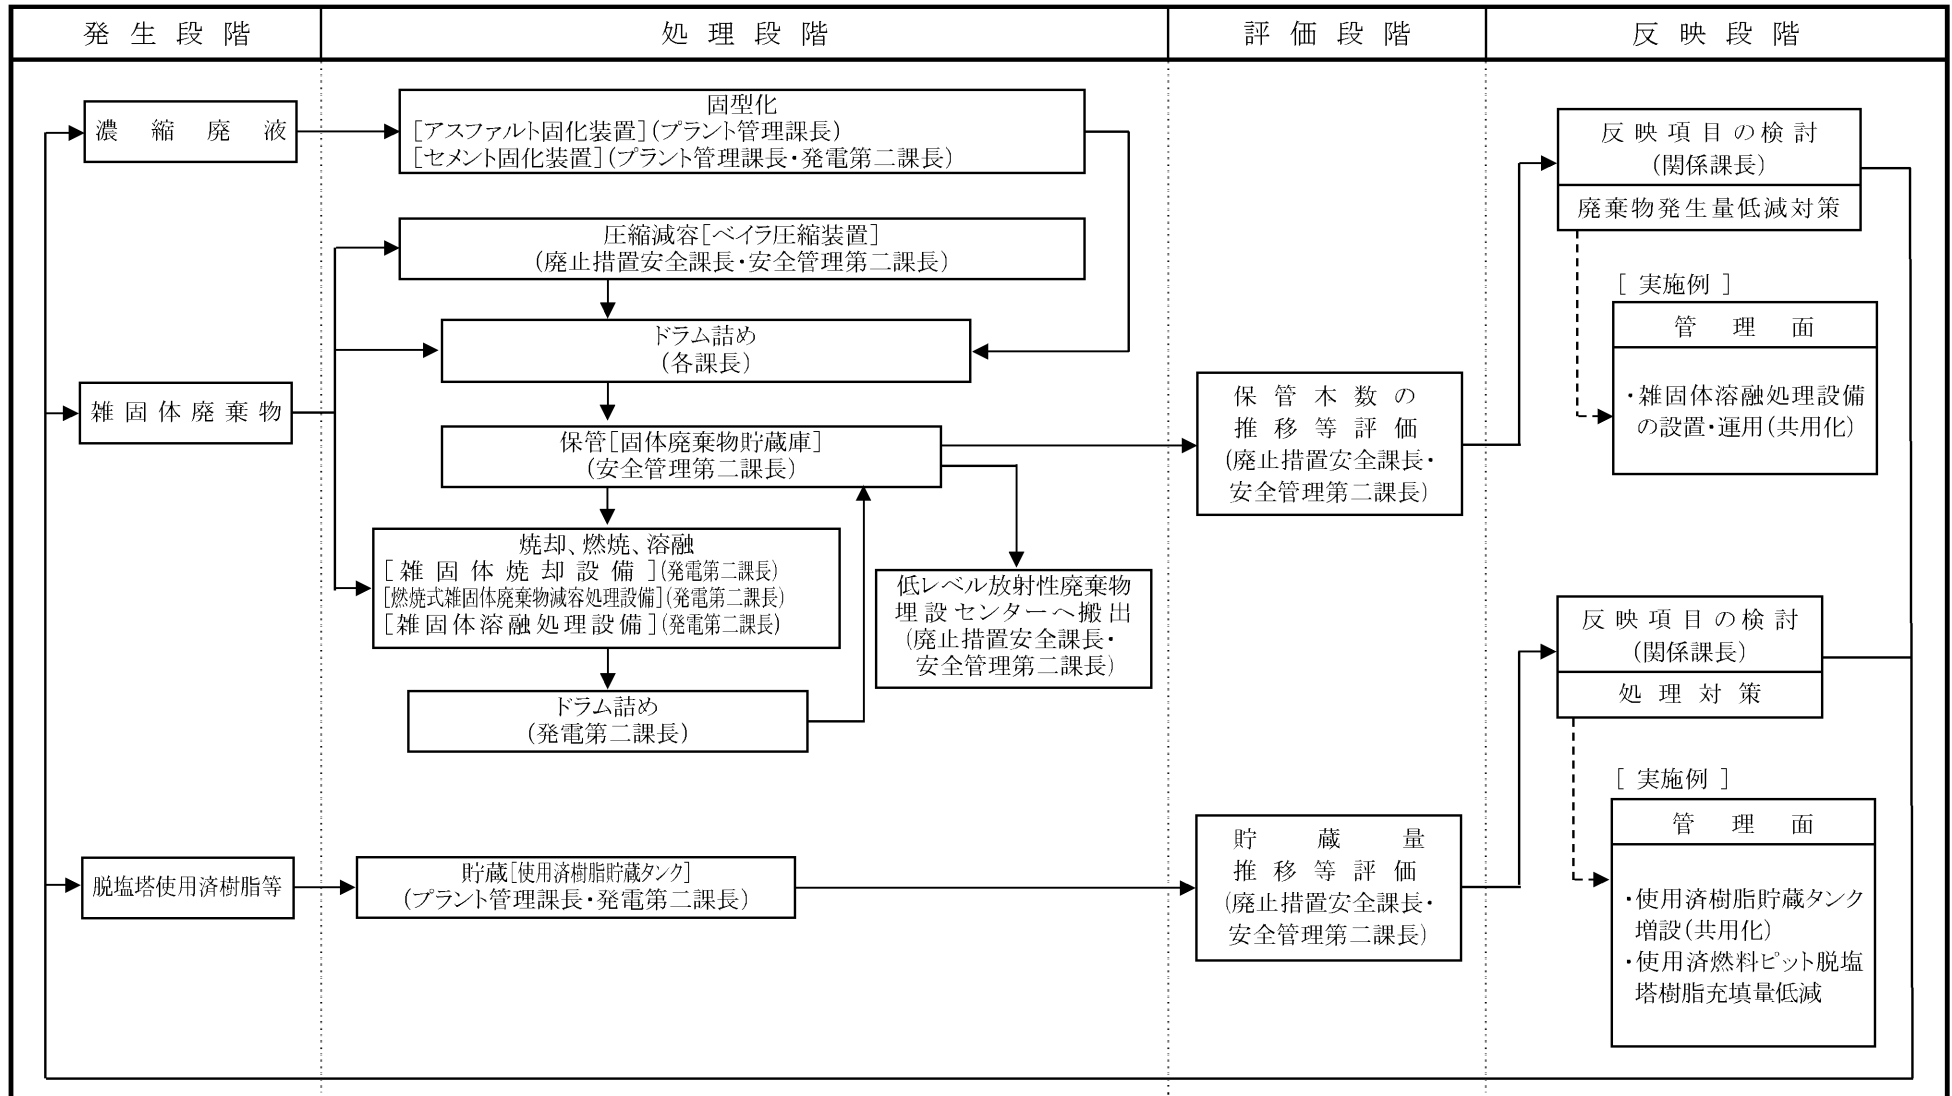 発生段階
処理段階
評価段階
反映段階
濃縮廃液
固型化
[アスファルト固化装置](プラント管理課長)
[セメント固化装置](プラント管理課長・発電第二課長)
圧縮減容[ベイラ圧縮装置]
(廃止措置安全課長・安全管理第二課長)
ドラム詰め
(各課長)
雑固体廃棄物
保管[固体廃棄物貯蔵庫]
(安全管理第二課長)
焼却、燃焼、溶融
[雑固体焼却設備](発電第二課長)
[燃焼式雑固体廃棄物減容処理設備](発電第二課長)
[雑固体溶融処理設備](発電第二課長)
ドラム詰め
(発電第二課長)
低レベル放射性廃棄物
埋設センターへ搬出
(廃止措置安全課長・
安全管理第二課長)
脱塩塔使用済樹脂等
貯蔵[使用済樹脂貯蔵タンク]
(プラント管理課長・発電第二課長)
保管本数の
推移等評価
(廃止措置安全課長・
安全管理第二課長)
貯蔵量
推移等評価
(廃止措置安全課長・
安全管理第二課長)
反映項目の検討
(関係課長)
廃棄物発生量低減対策
[実施例]
管理面
・雑固体溶融処理設備
の設置・運用(共用化)
反映項目の検討
(関係課長)
処理対策
[実施例]
管理面
・使用済樹脂貯蔵タンク
増設(共用化)
・使用済燃料ピット脱塩
塔樹脂充填量低減